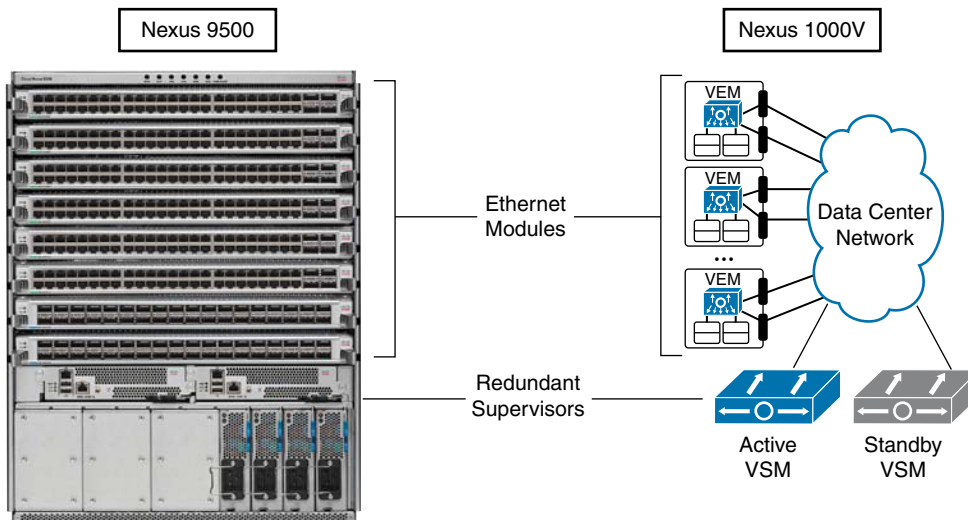 Nexus 9500
Nexus 1000V
Ethernet
Modules
Redundant
Supervisors
VEM
VEM
...
VEM
Data Center
Network
Active
VSM
Standby
VSM